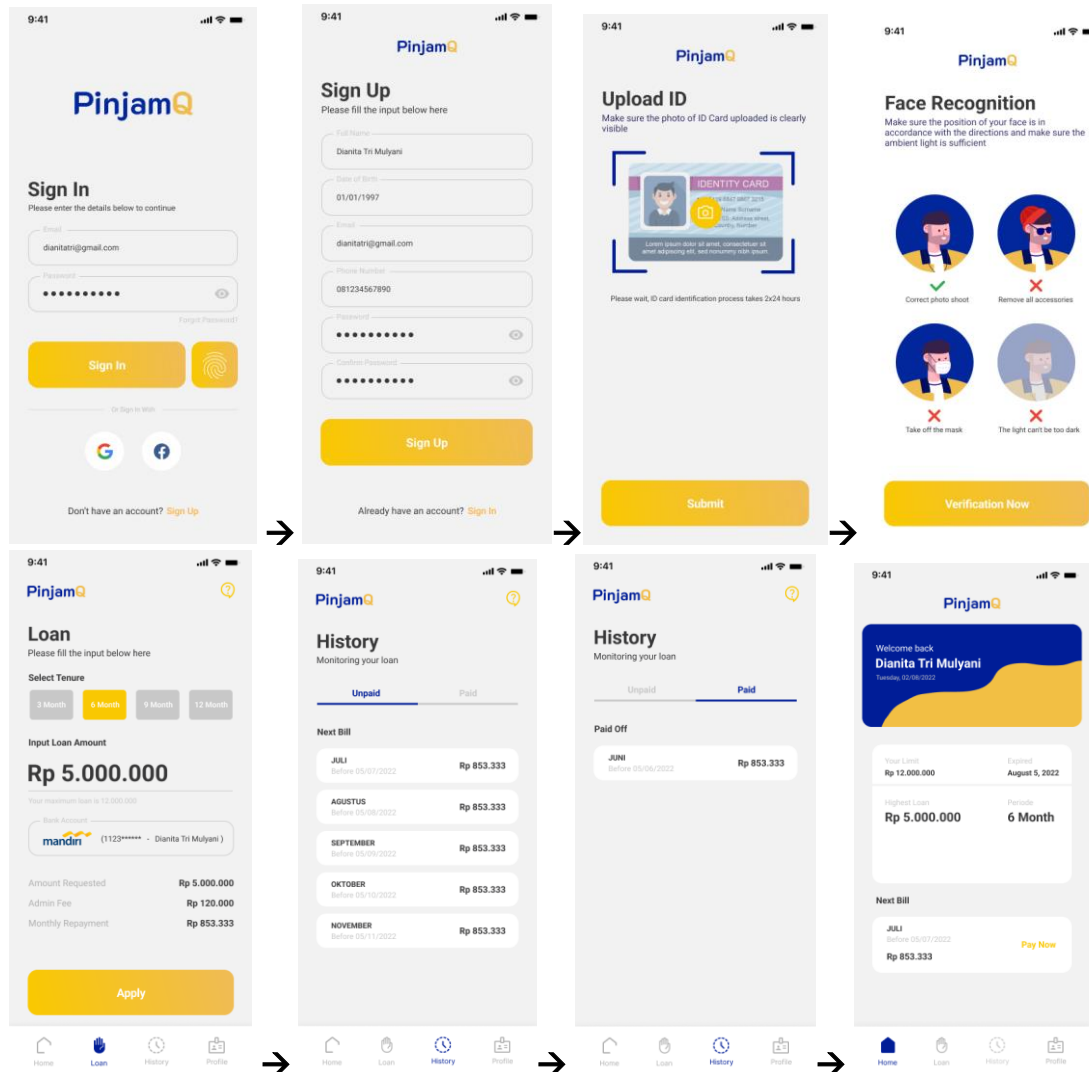 9:41
PinjamQ
Sign In
Please enter the details below to continue
Email
dianitatri@gmail.com
Password
••••••••••
Forgot Password?
Sign In
Or Sign In With
Don't have an account? Sign Up
9:41
PinjamQ
Sign Up
Please fill the input below here
Full Name
Dianita Tri Mulyani
Date of Birth
01/01/1997
Email
dianitatri@gmail.com
Phone Number
081234567890
Password
••••••••••
Confirm Password
••••••••••
Sign Up
Already have an account? Sign In
9:41
PinjamQ
Upload ID
Make sure the photo of ID Card uploaded is clearly
visible
IDENTITY CARD
Name Surname
Address street,
Country, Number
Lorem ipsum dolor sit amet, consectetuer sit
amet adipiscing elit, sed nonummy nibh ipsum
Please wait, ID card identification process takes 2x24 hours
Submit
9:41
PinjamQ
Face Recognition
Make sure the position of your face is in
accordance with the directions and make sure the
ambient light is sufficient
Correct photo shoot
Remove all accessories
Take off the mask
The light can't be too dark
Verification Now
9:41
PinjamQ
Loan
Please fill the input below here
Select Tenure
3 Month 6 Month 9 Month 12 Month
Input Loan Amount
Rp 5.000.000
Your maximum loan is 12.000.000
Bank Account
mandiri (1123****** - Dianita Tri Mulyani )
Amount Requested Rp 5.000.000
Admin Fee Rp 120.000
Monthly Repayment Rp 853.333
Apply
Home Loan History Profile
9:41
PinjamQ
History
Monitoring your loan
Unpaid Paid
Next Bill
JULI
Before 05/07/2022
Rp 853.333
AGUSTUS
Before 05/08/2022
Rp 853.333
SEPTEMBER
Before 05/09/2022
Rp 853.333
OKTOBER
Before 05/10/2022
Rp 853.333
NOVEMBER
Before 05/11/2022
Rp 853.333
Home Loan History Profile
9:41
PinjamQ
History
Monitoring your loan
Unpaid Paid
Paid Off
JUNI
Before 05/06/2022
Rp 853.333
Home Loan History Profile
9:41
PinjamQ
Welcome back
Dianita Tri Mulyani
Tuesday, 02/08/2022
Your Limit
Rp 12.000.000
Expired
August 5, 2022
Highest Loan
Rp 5.000.000
Periode
6 Month
Next Bill
JULI
Before 05/07/2022
Rp 853.333
Pay Now
Home Loan History Profile